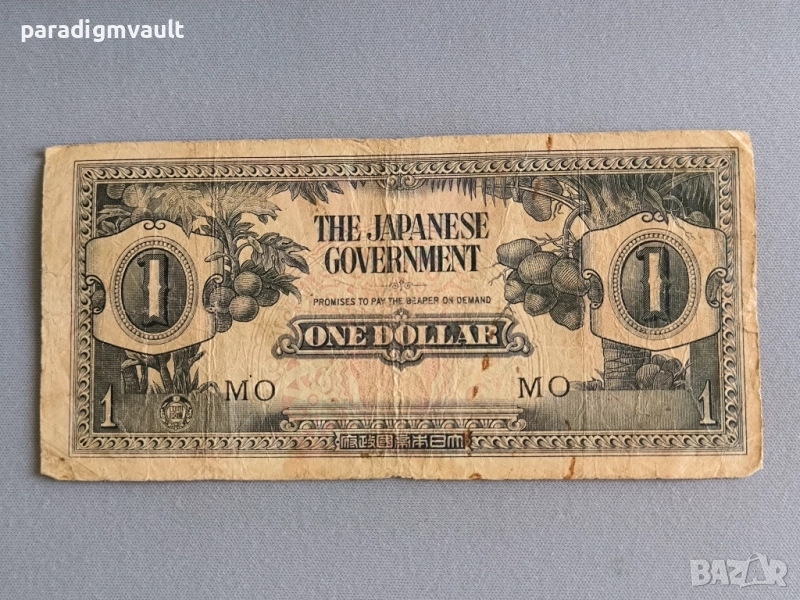 paradigmvault
THE JAPANESE
GOVERNMENT
PROMISES TO PAY THE BEARER ON DEMAND
1
1
ONE DOLLAR
MO
MO
1
1
府政國帝本日大
BAZAR